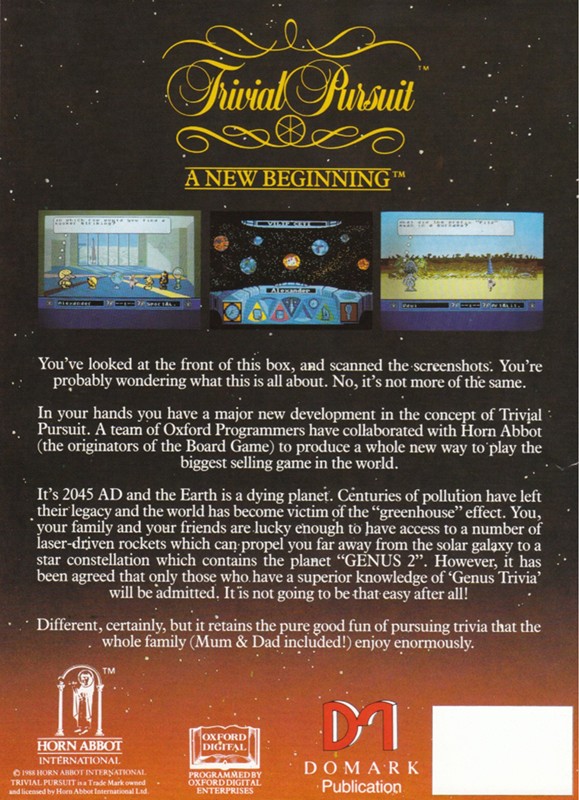 Trivial Pursuit™
A NEW BEGINNING™
VILIP CETI
Alexander
You've looked at the front of this box, and scanned the screenshots. You're
probably wondering what this is all about. No, it's not more of the same.
In your hands you have a major new development in the concept of Trivial
Pursuit. A team of Oxford Programmers have collaborated with Horn Abbot
(the originators of the Board Game) to produce a whole new way to play the
biggest selling game in the world.
It's 2045 AD and the Earth is a dying planet. Centuries of pollution have left
their legacy and the world has become victim of the “greenhouse” effect. You,
your family and your friends are lucky enough to have access to a number of
laser-driven rockets which can propel you far away from the solar galaxy to a
star constellation which contains the planet “GENUS 2”. However, it has
been agreed that only those who have a superior knowledge of ‘Genus Trivia’
will be admitted. It is not going to be that easy after all!
Different, certainly, but it retains the pure good fun of pursuing trivia that the
whole family (Mum & Dad included!) enjoy enormously.
TM
HORN ABBOT
INTERNATIONAL
© 1988 HORN ABBOT INTERNATIONAL
TRIVIAL PURSUIT is a Trade Mark owned
and licensed by Horn Abbot International Ltd.
OXFORD
DIGITAL
PROGRAMMED BY
OXFORD DIGITAL
ENTERPRISES
DOMARK
Publication